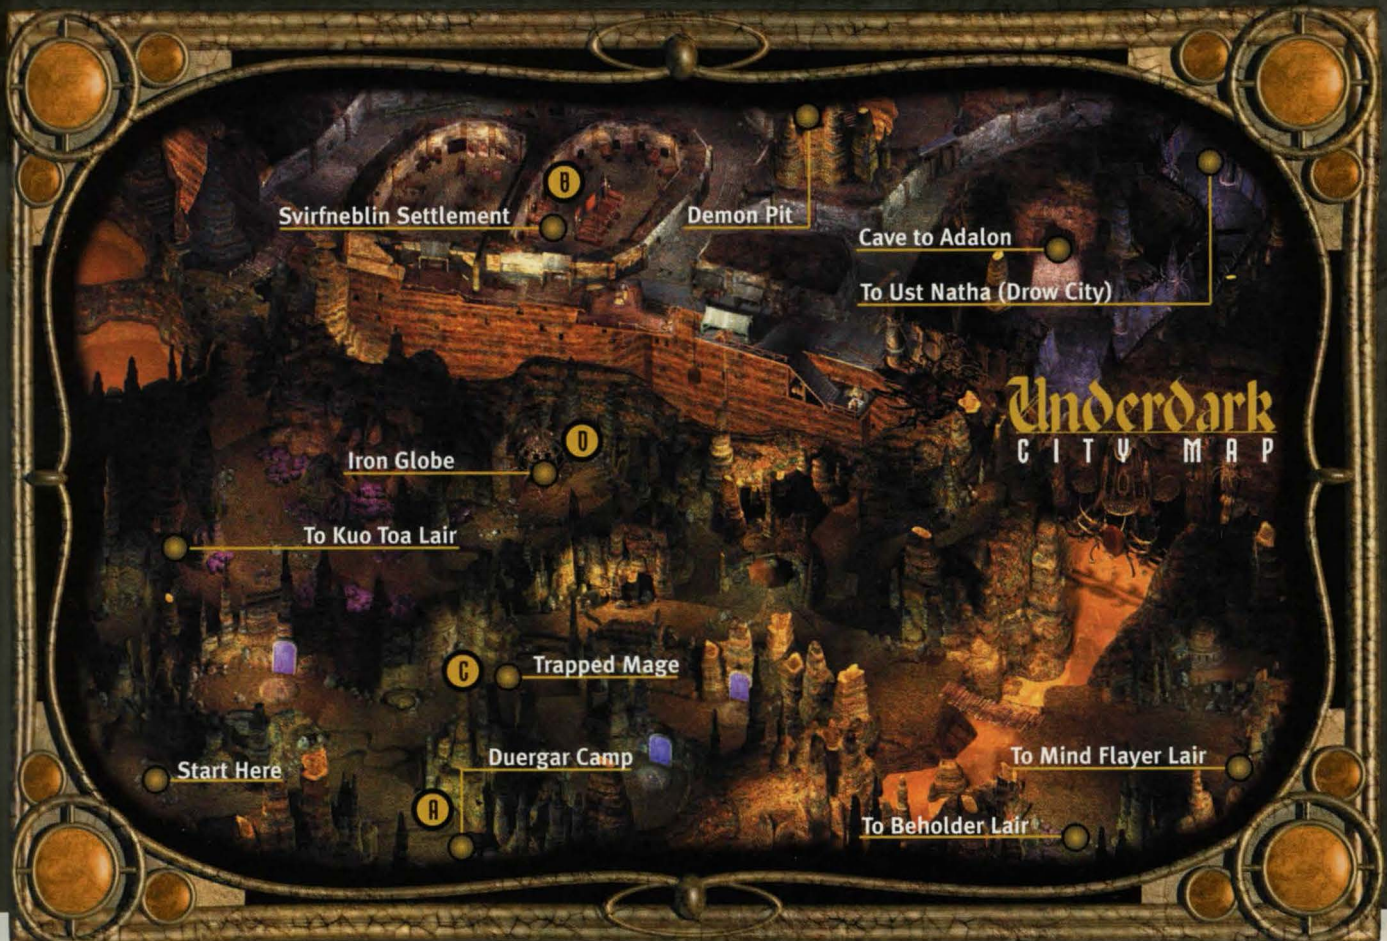 B
Svirfneblin Settlement
Demon Pit
Cave to Adalon
To Ust Natha (Drow City)
Underdark
CITY MAP
D
Iron Globe
To Kuo Toa Lair
C
Trapped Mage
Duergar Camp
Start Here
A
To Mind Flayer Lair
To Beholder Lair